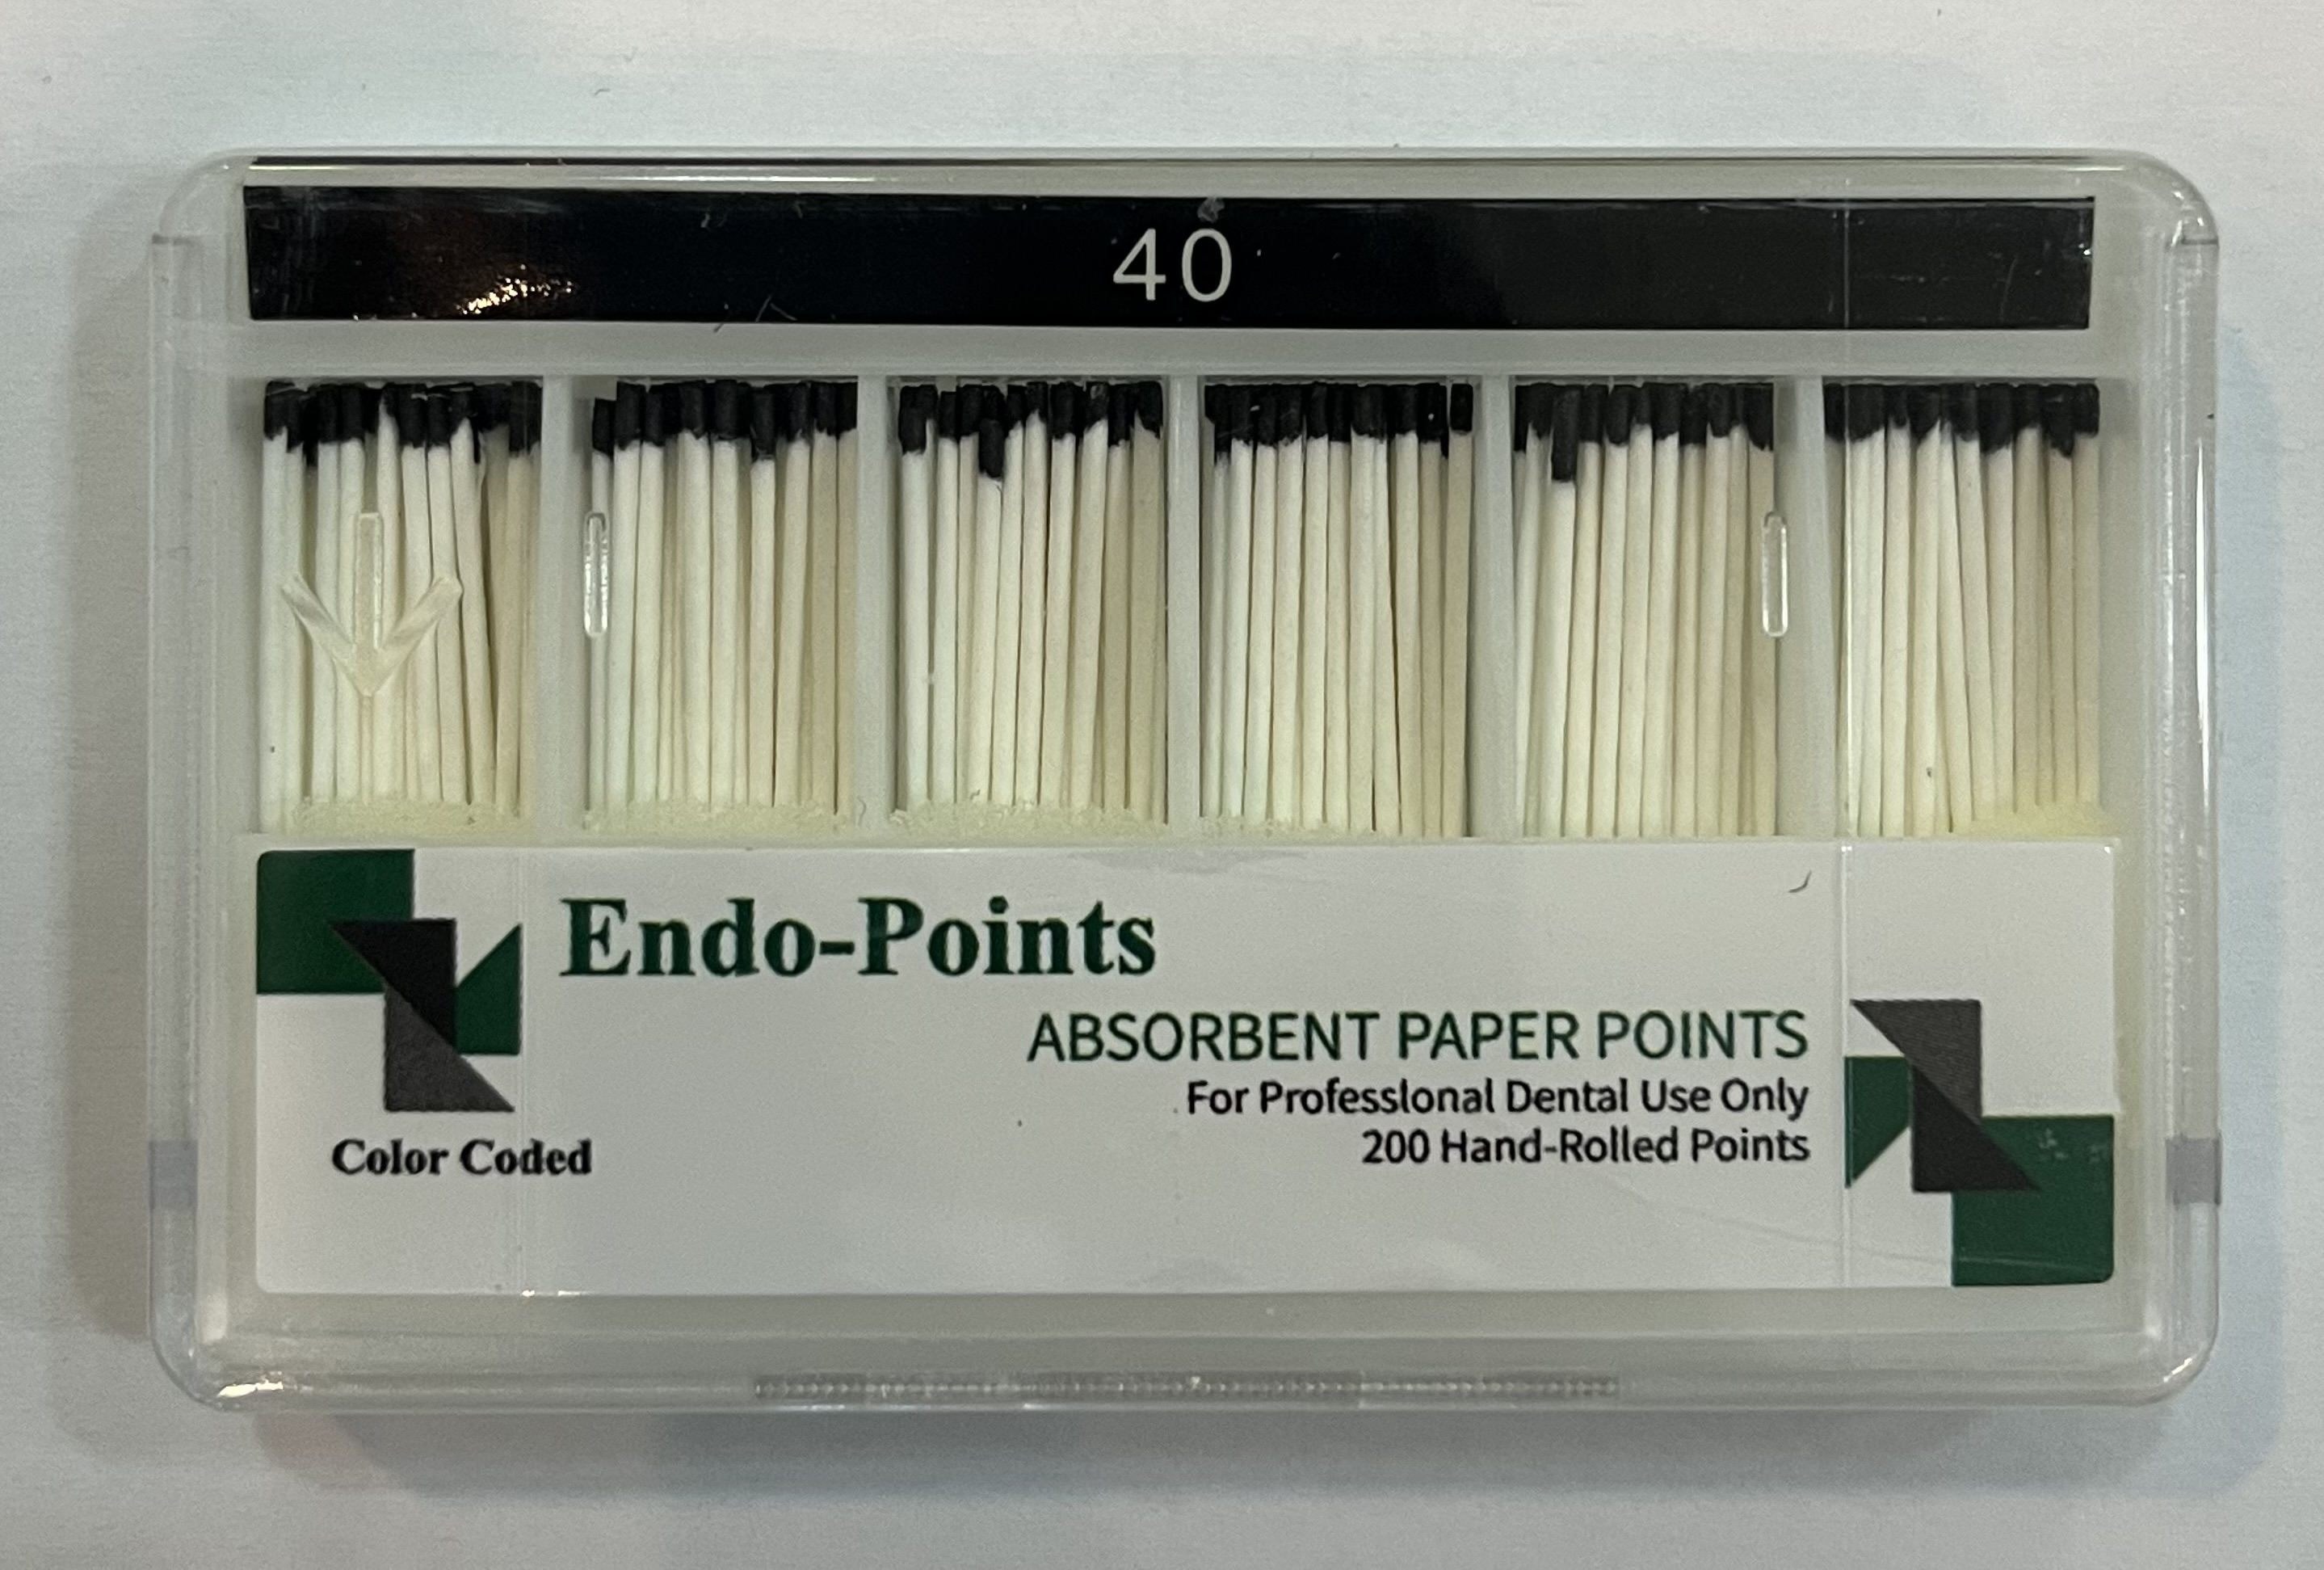 40
Endo-Points
ABSORBENT PAPER POINTS
For Professlonal Dental Use Only
200 Hand-Rolled Points
Color Coded